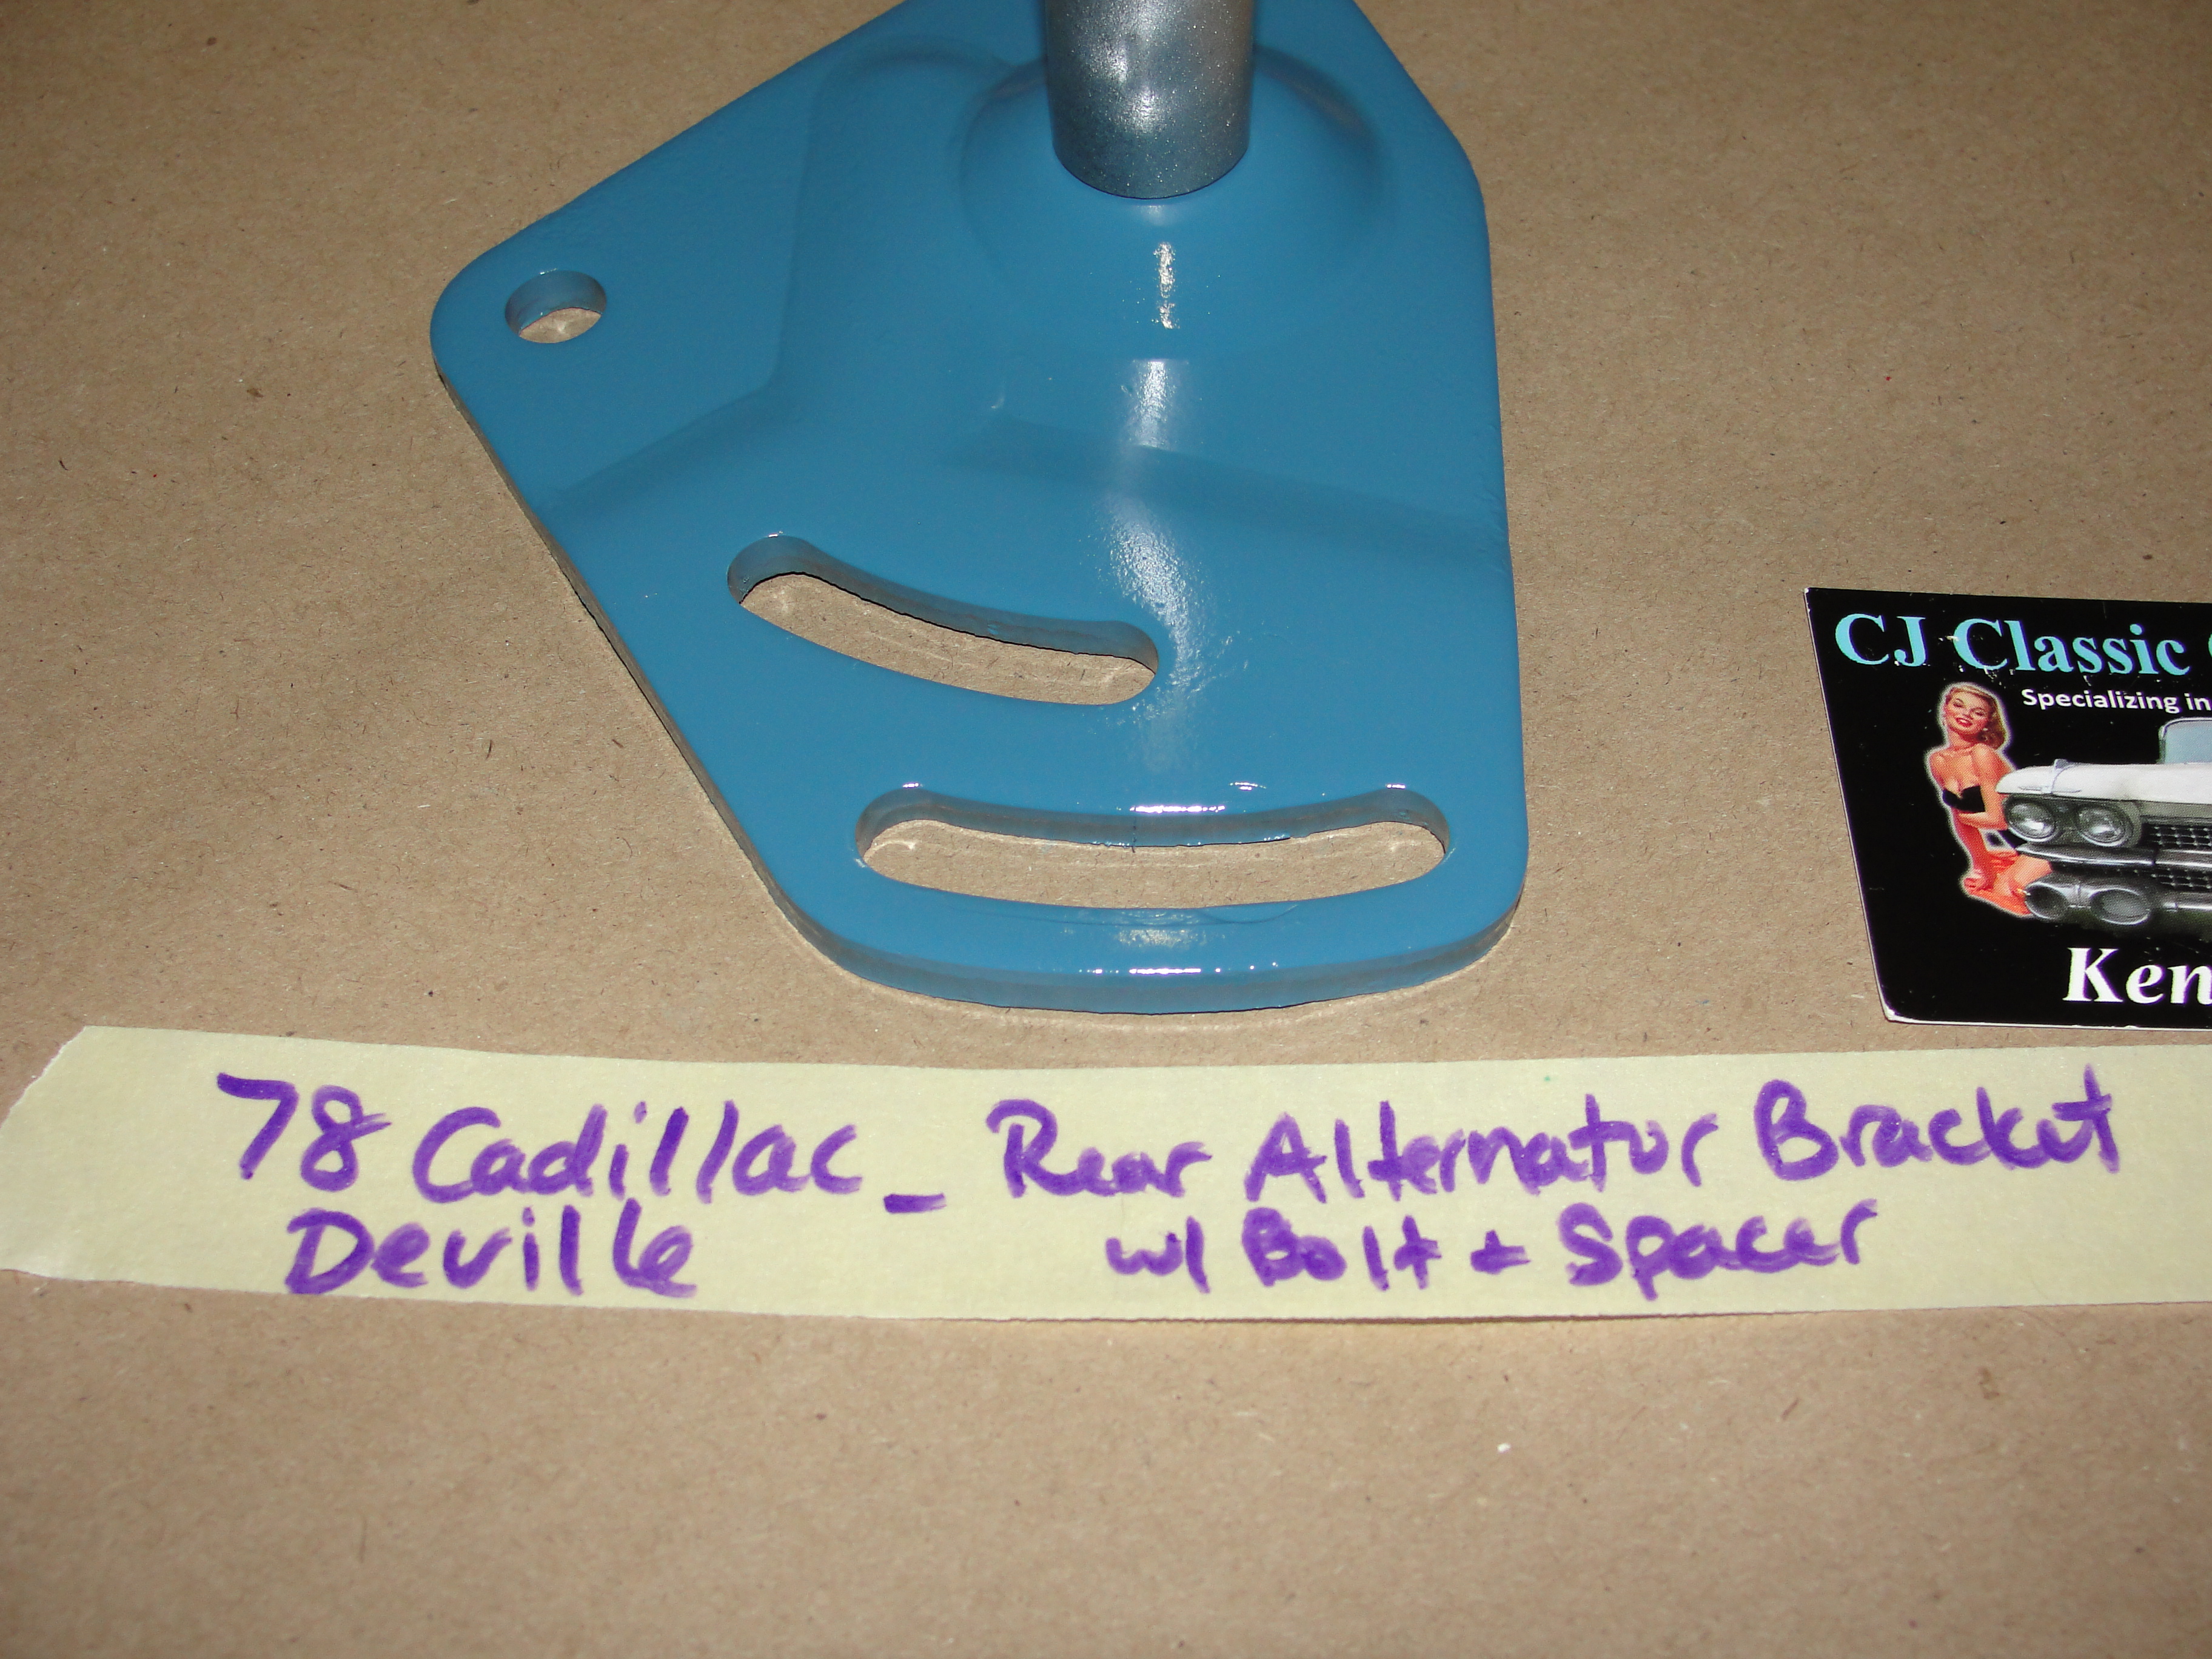 CJ Classic
Specializing in
Ken
78 Cadillac - Rear Alternator Bracket
Deville w/ Bolt + Spacer